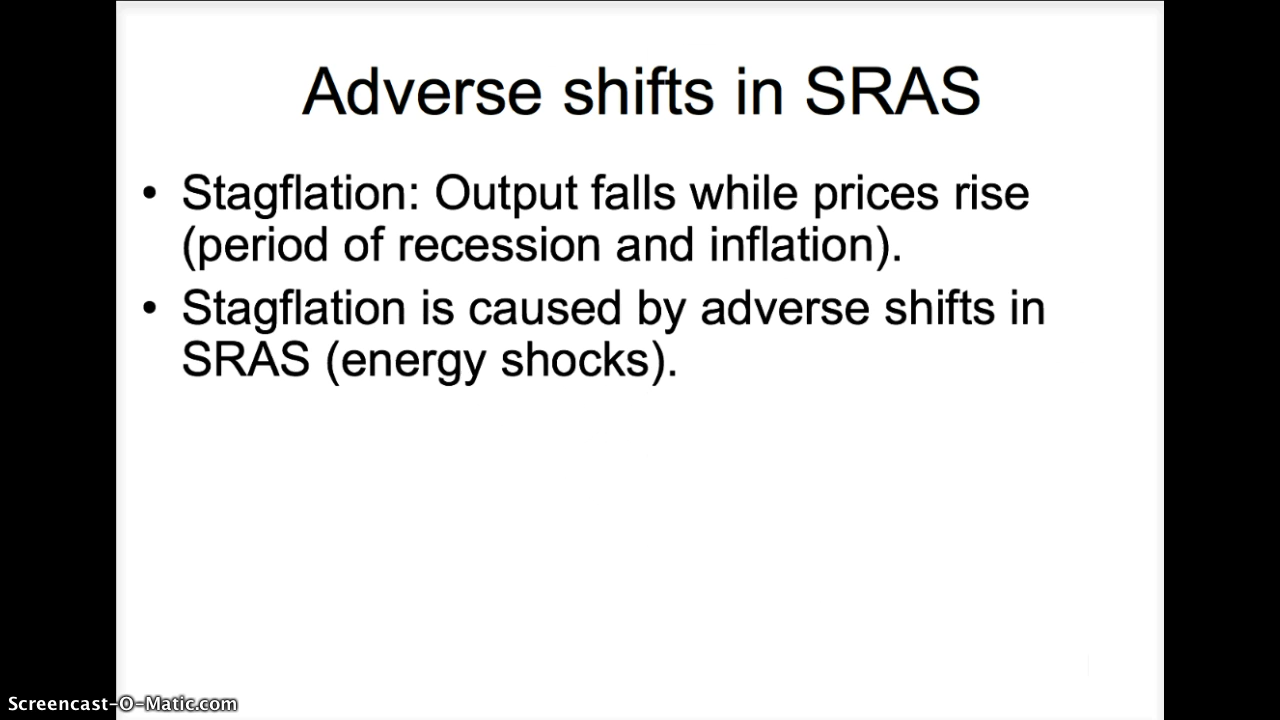 Adverse shifts in SRAS
• Stagflation: Output falls while prices rise
(period of recession and inflation).
• Stagflation is caused by adverse shifts in
SRAS (energy shocks).
Screencast-O-Matic.com